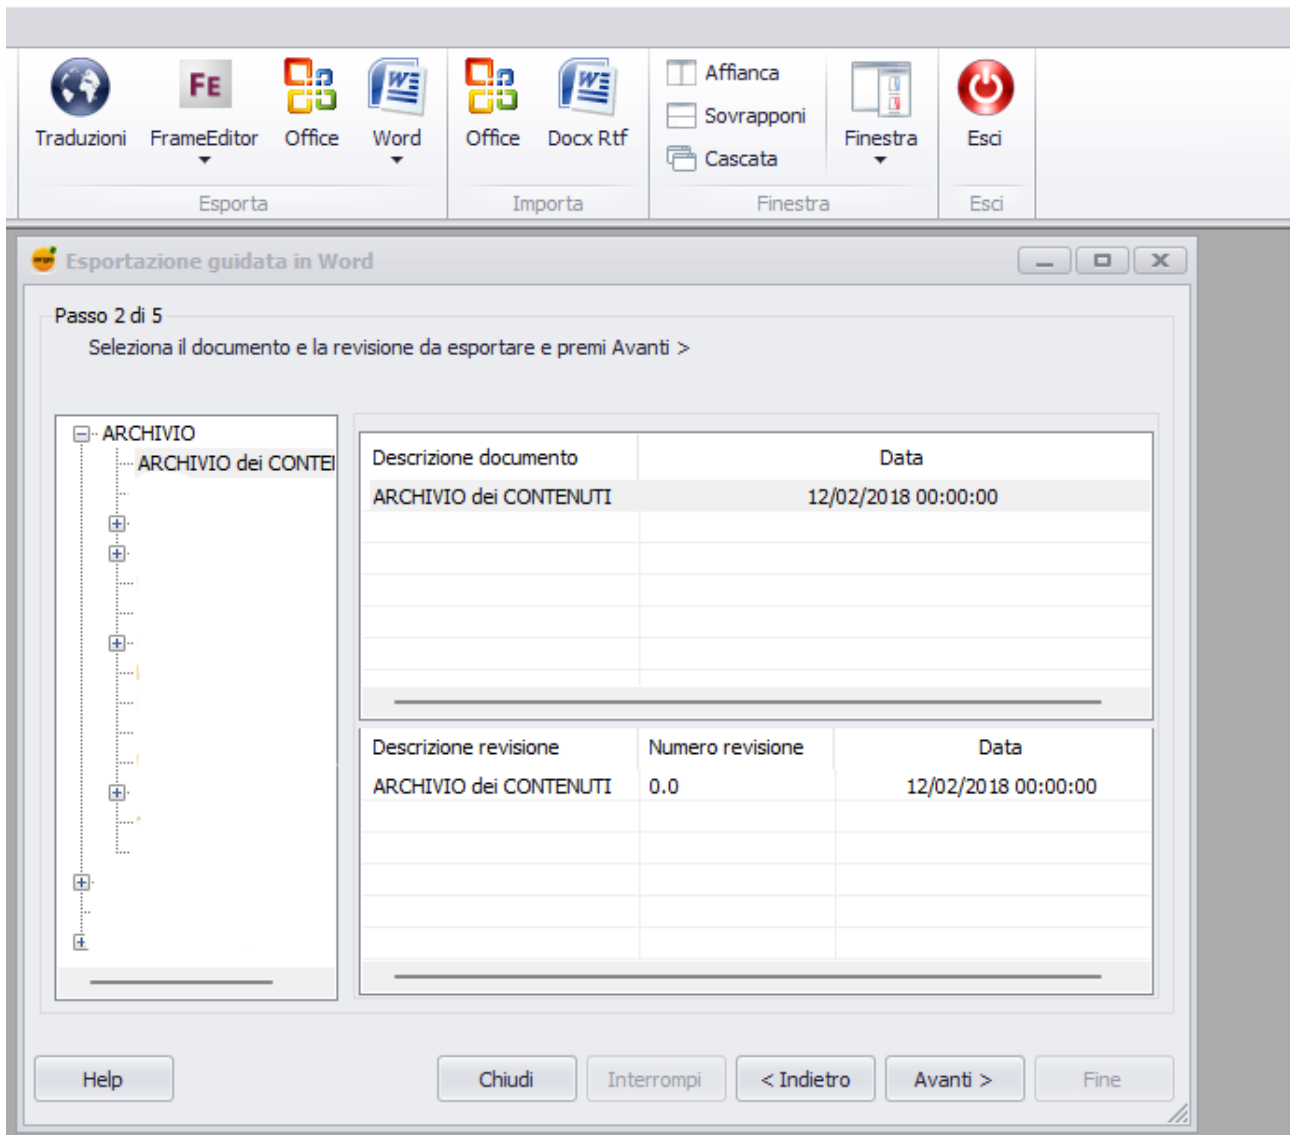 Traduzioni FrameEditor Office Word Office Docx Rtf Affianca Sovrapponi Cascata Finestra Esci
Esporta Importa Finestra Esci
Esportazione guidata in Word
Passo 2 di 5
Seleziona il documento e la revisione da esportare e premi Avanti >
ARCHIVIO
ARCHIVIO dei CONTE
Descrizione documento Data
ARCHIVIO dei CONTENUTI 12/02/2018 00:00:00
Descrizione revisione Numero revisione Data
ARCHIVIO dei CONTENUTI 0.0 12/02/2018 00:00:00
Help Chiudi Interrompi < Indietro Avanti > Fine